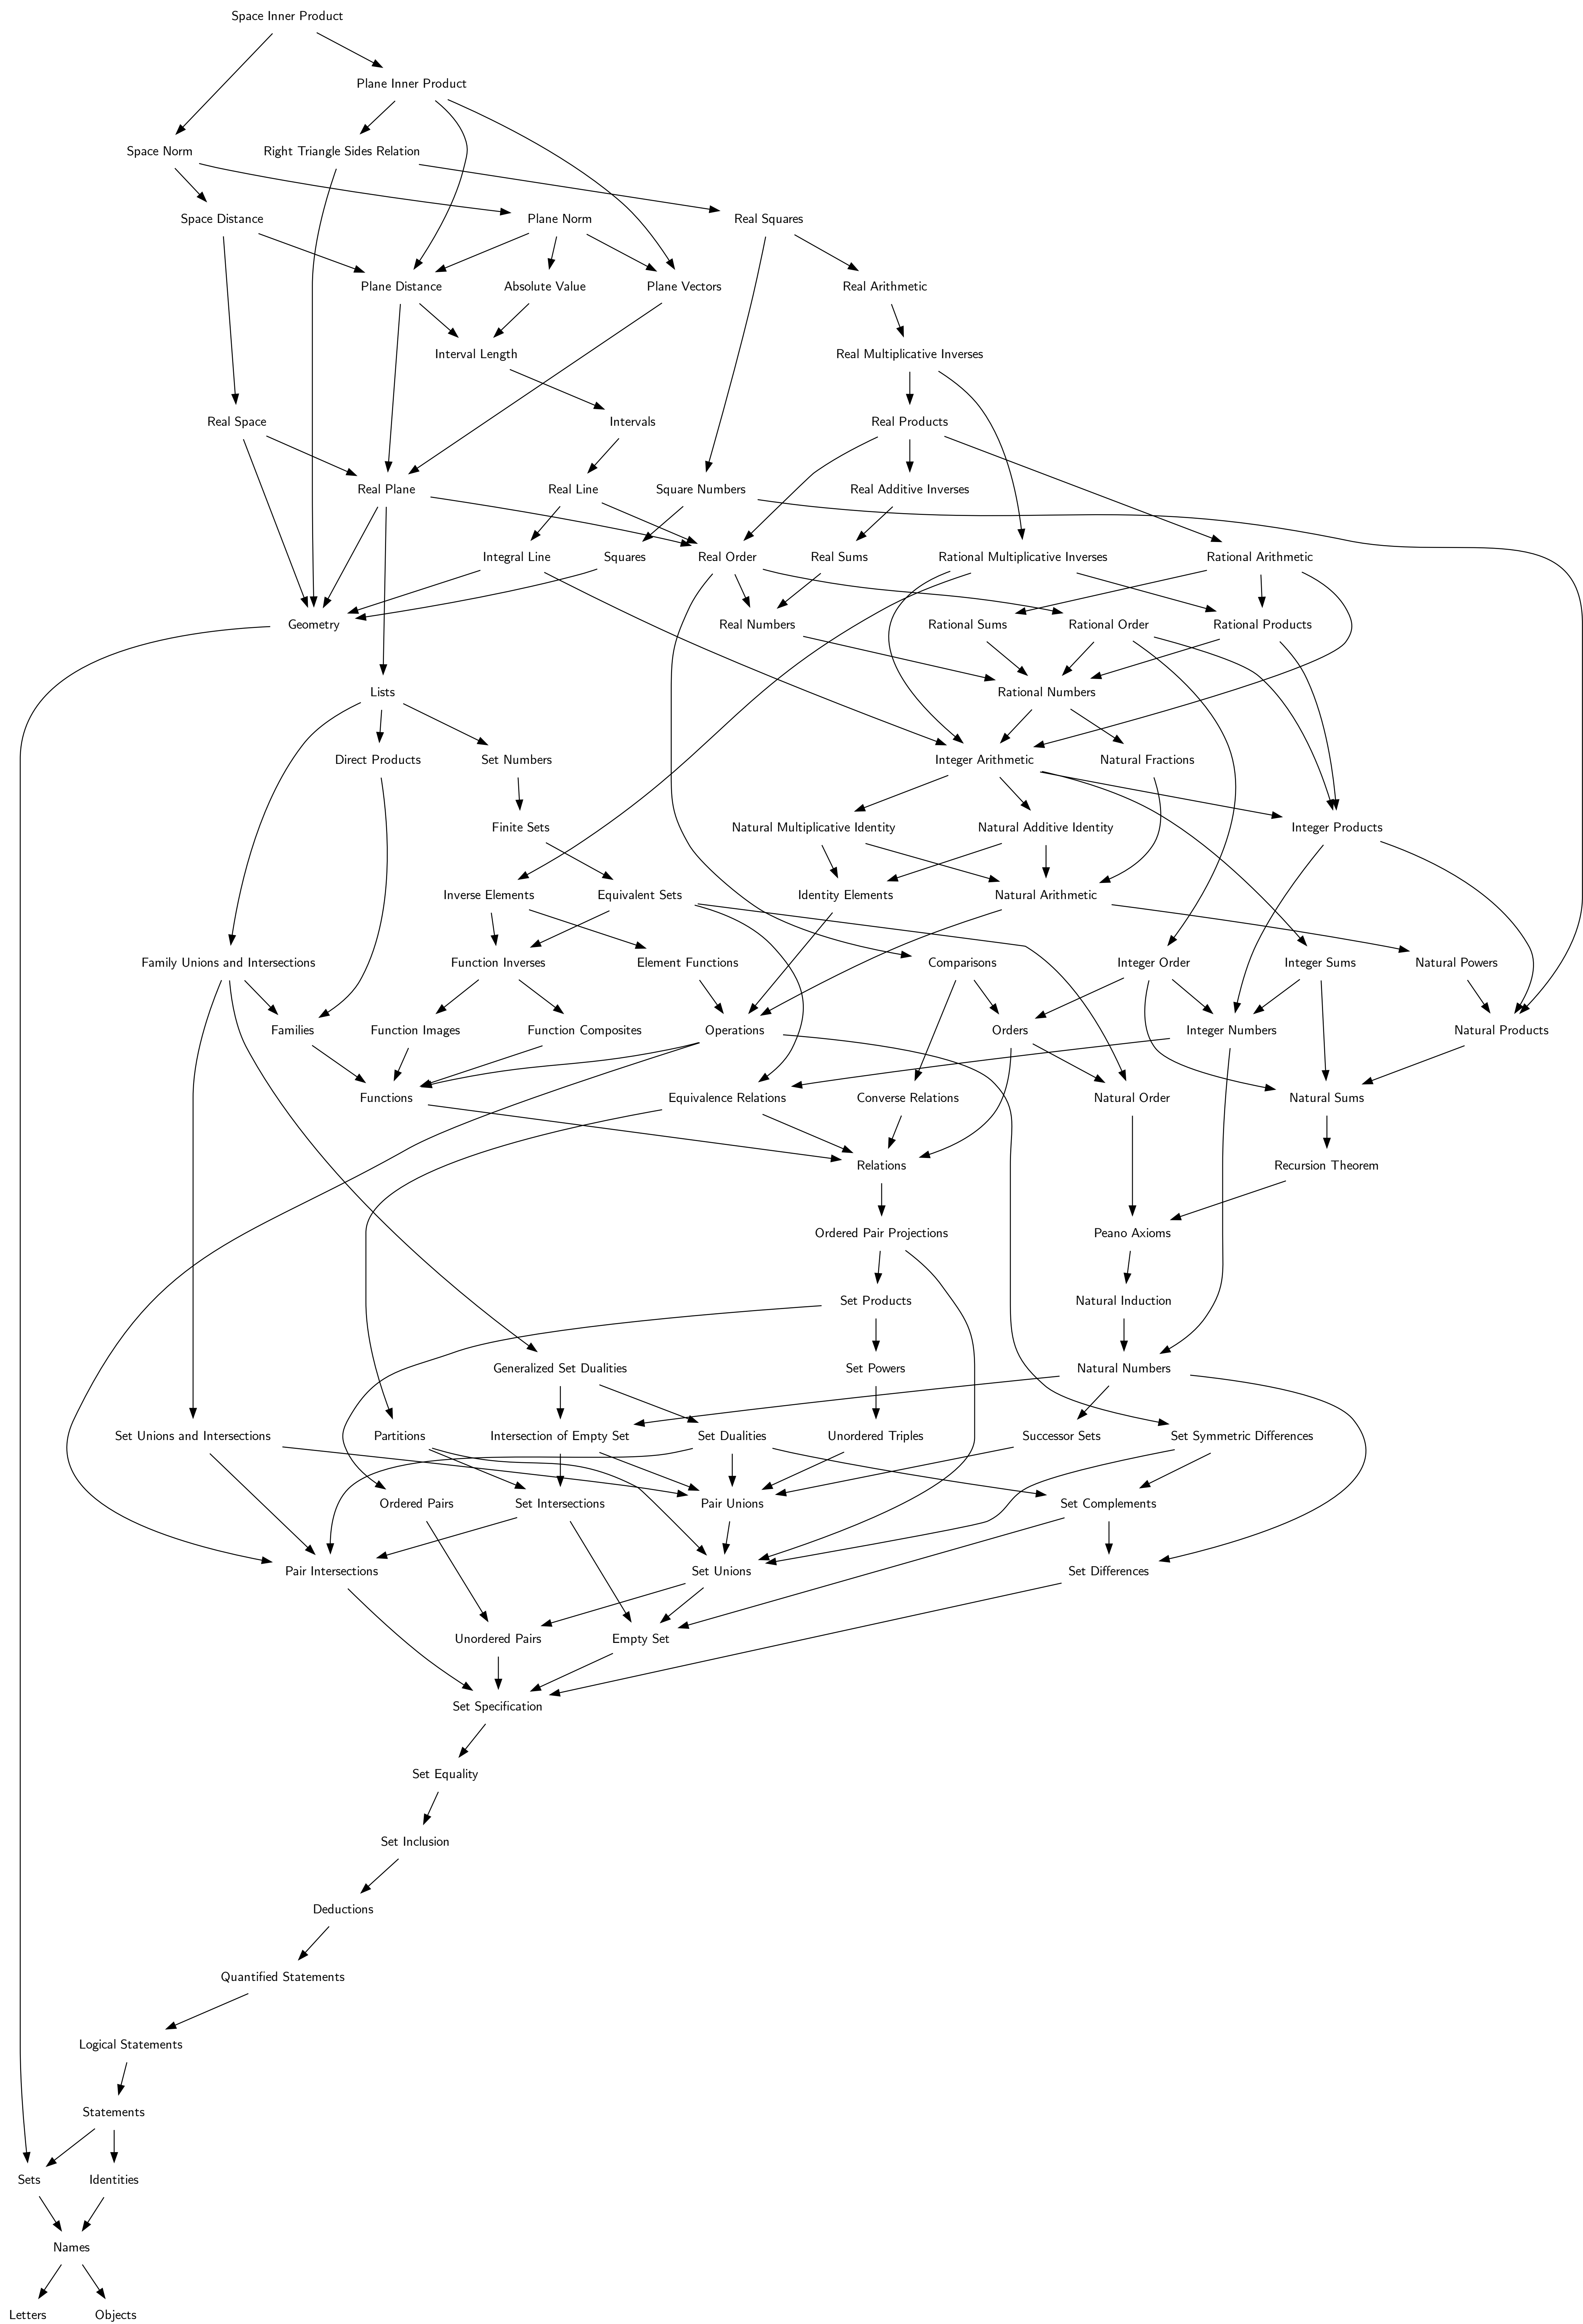 Space Inner Product
Plane Inner Product
Space Norm
Right Triangle Sides Relation
Space Distance
Plane Norm
Real Squares
Plane Distance
Absolute Value
Plane Vectors
Real Arithmetic
Interval Length
Real Multiplicative Inverses
Real Space
Intervals
Real Products
Real Plane
Real Line
Square Numbers
Real Additive Inverses
Integral Line
Squares
Real Order
Real Sums
Rational Multiplicative Inverses
Rational Arithmetic
Geometry
Real Numbers
Rational Sums
Rational Order
Rational Products
Lists
Rational Numbers
Direct Products
Set Numbers
Integer Arithmetic
Natural Fractions
Finite Sets
Natural Multiplicative Identity
Natural Additive Identity
Integer Products
Inverse Elements
Equivalent Sets
Identity Elements
Natural Arithmetic
Family Unions and Intersections
Function Inverses
Element Functions
Comparisons
Integer Order
Integer Sums
Natural Powers
Families
Function Images
Function Composites
Operations
Orders
Integer Numbers
Natural Products
Functions
Equivalence Relations
Converse Relations
Natural Order
Natural Sums
Relations
Recursion Theorem
Ordered Pair Projections
Peano Axioms
Set Products
Natural Induction
Generalized Set Dualities
Set Powers
Natural Numbers
Set Unions and Intersections
Partitions
Intersection of Empty Set
Set Dualities
Unordered Triples
Successor Sets
Set Symmetric Differences
Ordered Pairs
Set Intersections
Pair Unions
Set Complements
Pair Intersections
Set Unions
Set Differences
Unordered Pairs
Empty Set
Set Specification
Set Equality
Set Inclusion
Deductions
Quantified Statements
Logical Statements
Statements
Sets
Identities
Names
Letters
Objects